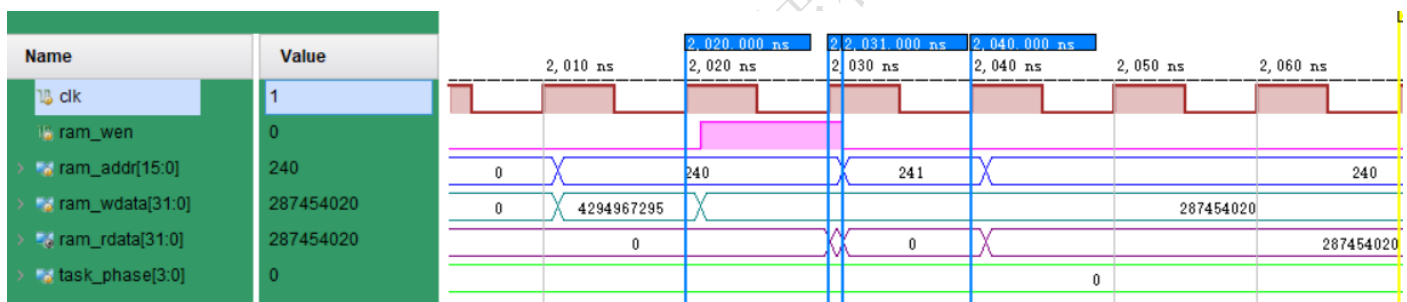 2,020.000 ns 2, 2,031.000 ns 2,040.000 ns
Name Value 2,010 ns 2,020 ns 2,030 ns 2,040 ns 2,050 ns 2,060 ns
clk 1
ram_wen 0
ram_addr[15:0] 240 0 240 241 240
ram_wdata[31:0] 287454020 0 4294967295 287454020
ram_rdata[31:0] 287454020 0 0 287454020
task_phase[3:0] 0 0